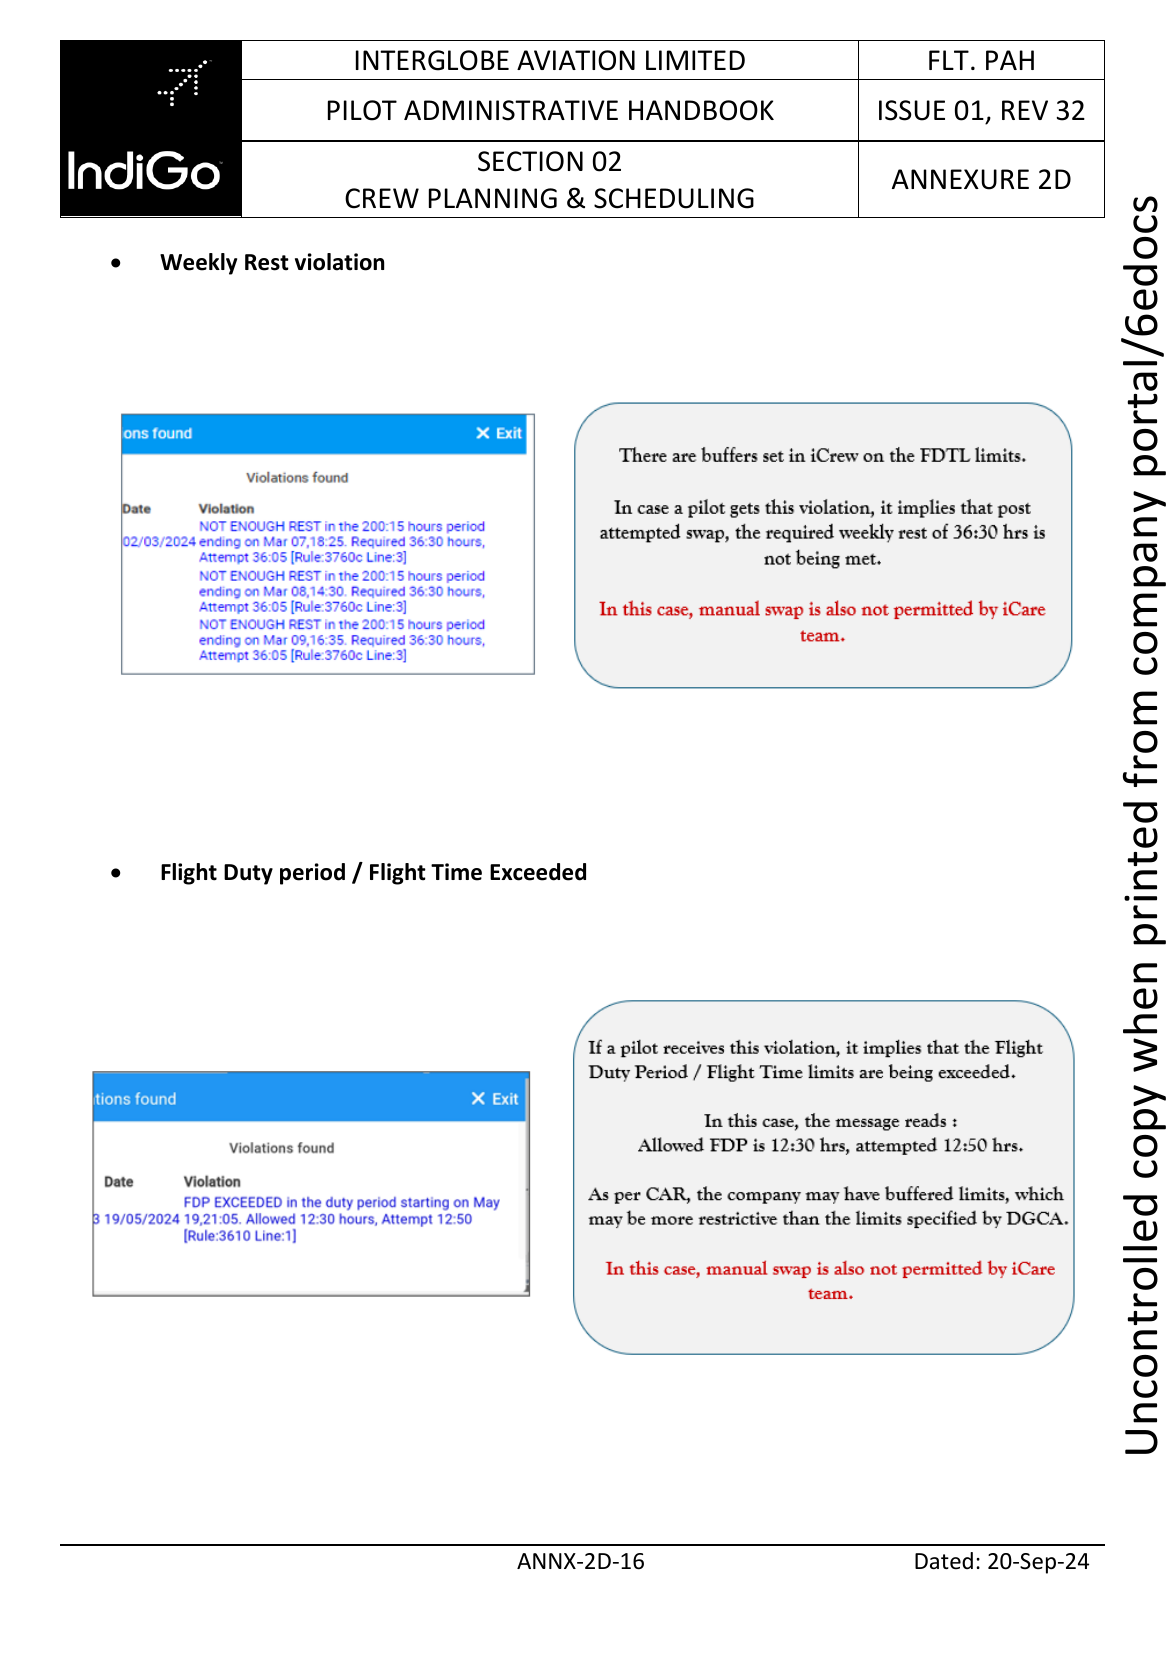 INTERGLOBE AVIATION LIMITED
FLT. PAH
PILOT ADMINISTRATIVE HANDBOOK
ISSUE 01, REV 32
IndiGo
SECTION 02
CREW PLANNING & SCHEDULING
ANNEXURE 2D
• Weekly Rest violation
ons found
X Exit
Violations found
Date Violation
NOT ENOUGH REST in the 200:15 hours period
02/03/2024 ending on Mar 07,18:25. Required 36:30 hours,
Attempt 36:05 [Rule:3760c Line:3]
NOT ENOUGH REST in the 200:15 hours period
ending on Mar 08,14:30. Required 36:30 hours,
Attempt 36:05 [Rule:3760c Line:3]
NOT ENOUGH REST in the 200:15 hours period
ending on Mar 09,16:35. Required 36:30 hours,
Attempt 36:05 [Rule:3760c Line:3]
There are buffers set in iCrew on the FDTL limits.
In case a pilot gets this violation, it implies that post
attempted swap, the required weekly rest of 36:30 hrs is
not being met.
In this case, manual swap is also not permitted by iCare
team.
• Flight Duty period / Flight Time Exceeded
tions found
X Exit
Violations found
Date Violation
FDP EXCEEDED in the duty period starting on May
3 19/05/2024 19,21:05. Allowed 12:30 hours, Attempt 12:50
[Rule:3610 Line:1]
If a pilot receives this violation, it implies that the Flight
Duty Period / Flight Time limits are being exceeded.
In this case, the message reads :
Allowed FDP is 12:30 hrs, attempted 12:50 hrs.
As per CAR, the company may have buffered limits, which
may be more restrictive than the limits specified by DGCA.
In this case, manual swap is also not permitted by iCare
team.
Uncontrolled copy when printed from company portal/6edocs
ANNX-2D-16
Dated: 20-Sep-24